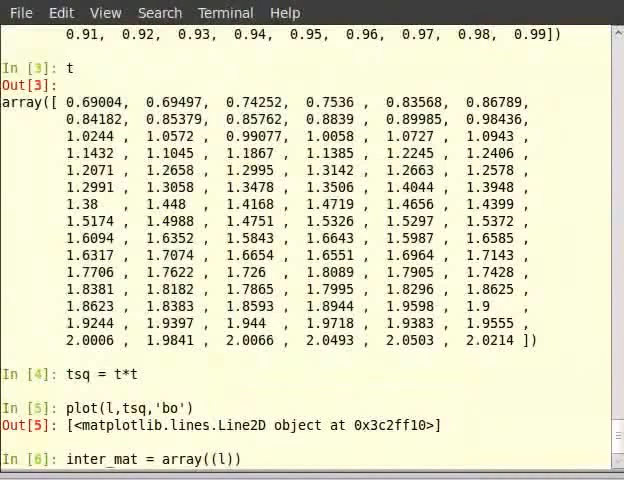 File Edit View Search Terminal Help
0.91, 0.92, 0.93, 0.94, 0.95, 0.96, 0.97, 0.98, 0.99])
In [3]: t
Out[3]:
array([ 0.69004, 0.69497, 0.74252, 0.7536 , 0.83568, 0.86789,
0.84182, 0.85379, 0.85762, 0.8839 , 0.89985, 0.98436,
1.0244 , 1.0572 , 0.99077, 1.0058 , 1.0727 , 1.0943 ,
1.1432 , 1.1045 , 1.1867 , 1.1385 , 1.2245 , 1.2406 ,
1.2071 , 1.2658 , 1.2995 , 1.3142 , 1.2663 , 1.2578 ,
1.2991 , 1.3058 , 1.3478 , 1.3506 , 1.4044 , 1.3948 ,
1.38 , 1.448 , 1.4168 , 1.4719 , 1.4656 , 1.4399 ,
1.5174 , 1.4988 , 1.4751 , 1.5326 , 1.5297 , 1.5372 ,
1.6094 , 1.6352 , 1.5843 , 1.6643 , 1.5987 , 1.6585 ,
1.6317 , 1.7074 , 1.6654 , 1.6551 , 1.6964 , 1.7143 ,
1.7706 , 1.7622 , 1.726 , 1.8089 , 1.7905 , 1.7428 ,
1.8381 , 1.8182 , 1.7865 , 1.7995 , 1.8296 , 1.8625 ,
1.8623 , 1.8383 , 1.8593 , 1.8944 , 1.9598 , 1.9 ,
1.9244 , 1.9397 , 1.944 , 1.9718 , 1.9383 , 1.9555 ,
2.0006 , 1.9841 , 2.0066 , 2.0493 , 2.0503 , 2.0214 ])
In [4]: tsq = t*t
In [5]: plot(l,tsq,'bo')
Out[5]: [<matplotlib.lines.Line2D object at 0x3c2ff10>]
In [6]: inter_mat = array((l))